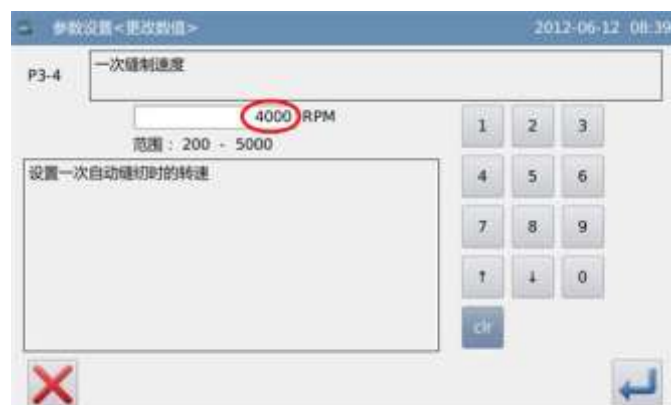 参数设置<更改数值>
2012-06-12 08:39
P3-4
一次缝制速度
4000 RPM
范围：200 - 5000
设置一次自动缝纫时的转速
1 2 3
4 5 6
7 8 9
↑ ↓ 0
clr